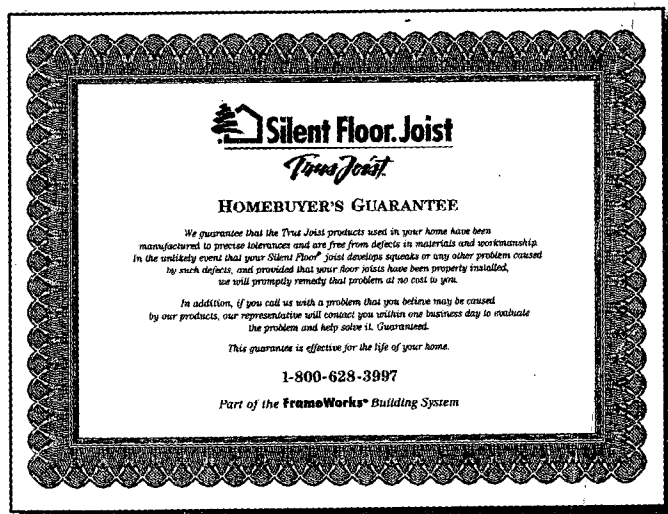 Silent Floor. Joist
Trus Joist.
HOMEBUYER'S GUARANTEE
We guarantee that the Trus Joist products used in your home have been
manufactured to precise tolerances and are free from defects in materials and workmanship.
In the unlikely event that your Silent Floor® joist develops squeaks or any other problem caused
by such defects, and provided that your floor joists have been properly installed,
we will promptly remedy that problem at no cost to you.
In addition, if you call us with a problem that you believe may be caused
by our products, our representative will contact you within one business day to evaluate
the problem and help solve it. Guaranteed.
This guarantee is effective for the life of your home.
1-800-628-3997
Part of the FrameWorks® Building System